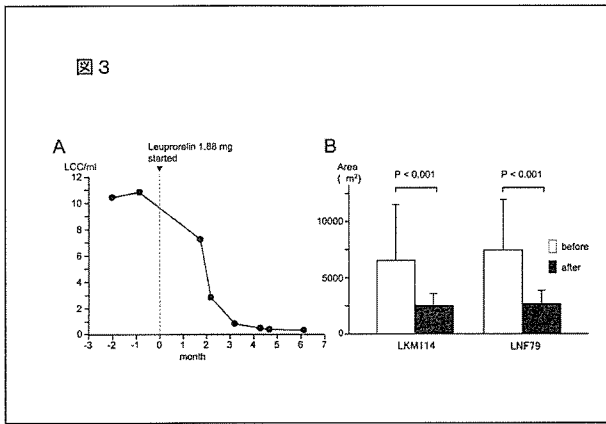 図3
A
Leuprorelin 1.88 mg
started
LCC/ml
12
10
8
6
4
2
0
-3 -2 -1 0 1 2 3 4 5 6 7
month
B
Area
( m²)
P < 0.001 P < 0.001
10000
5000
0
before
after
LKM114 LNF79